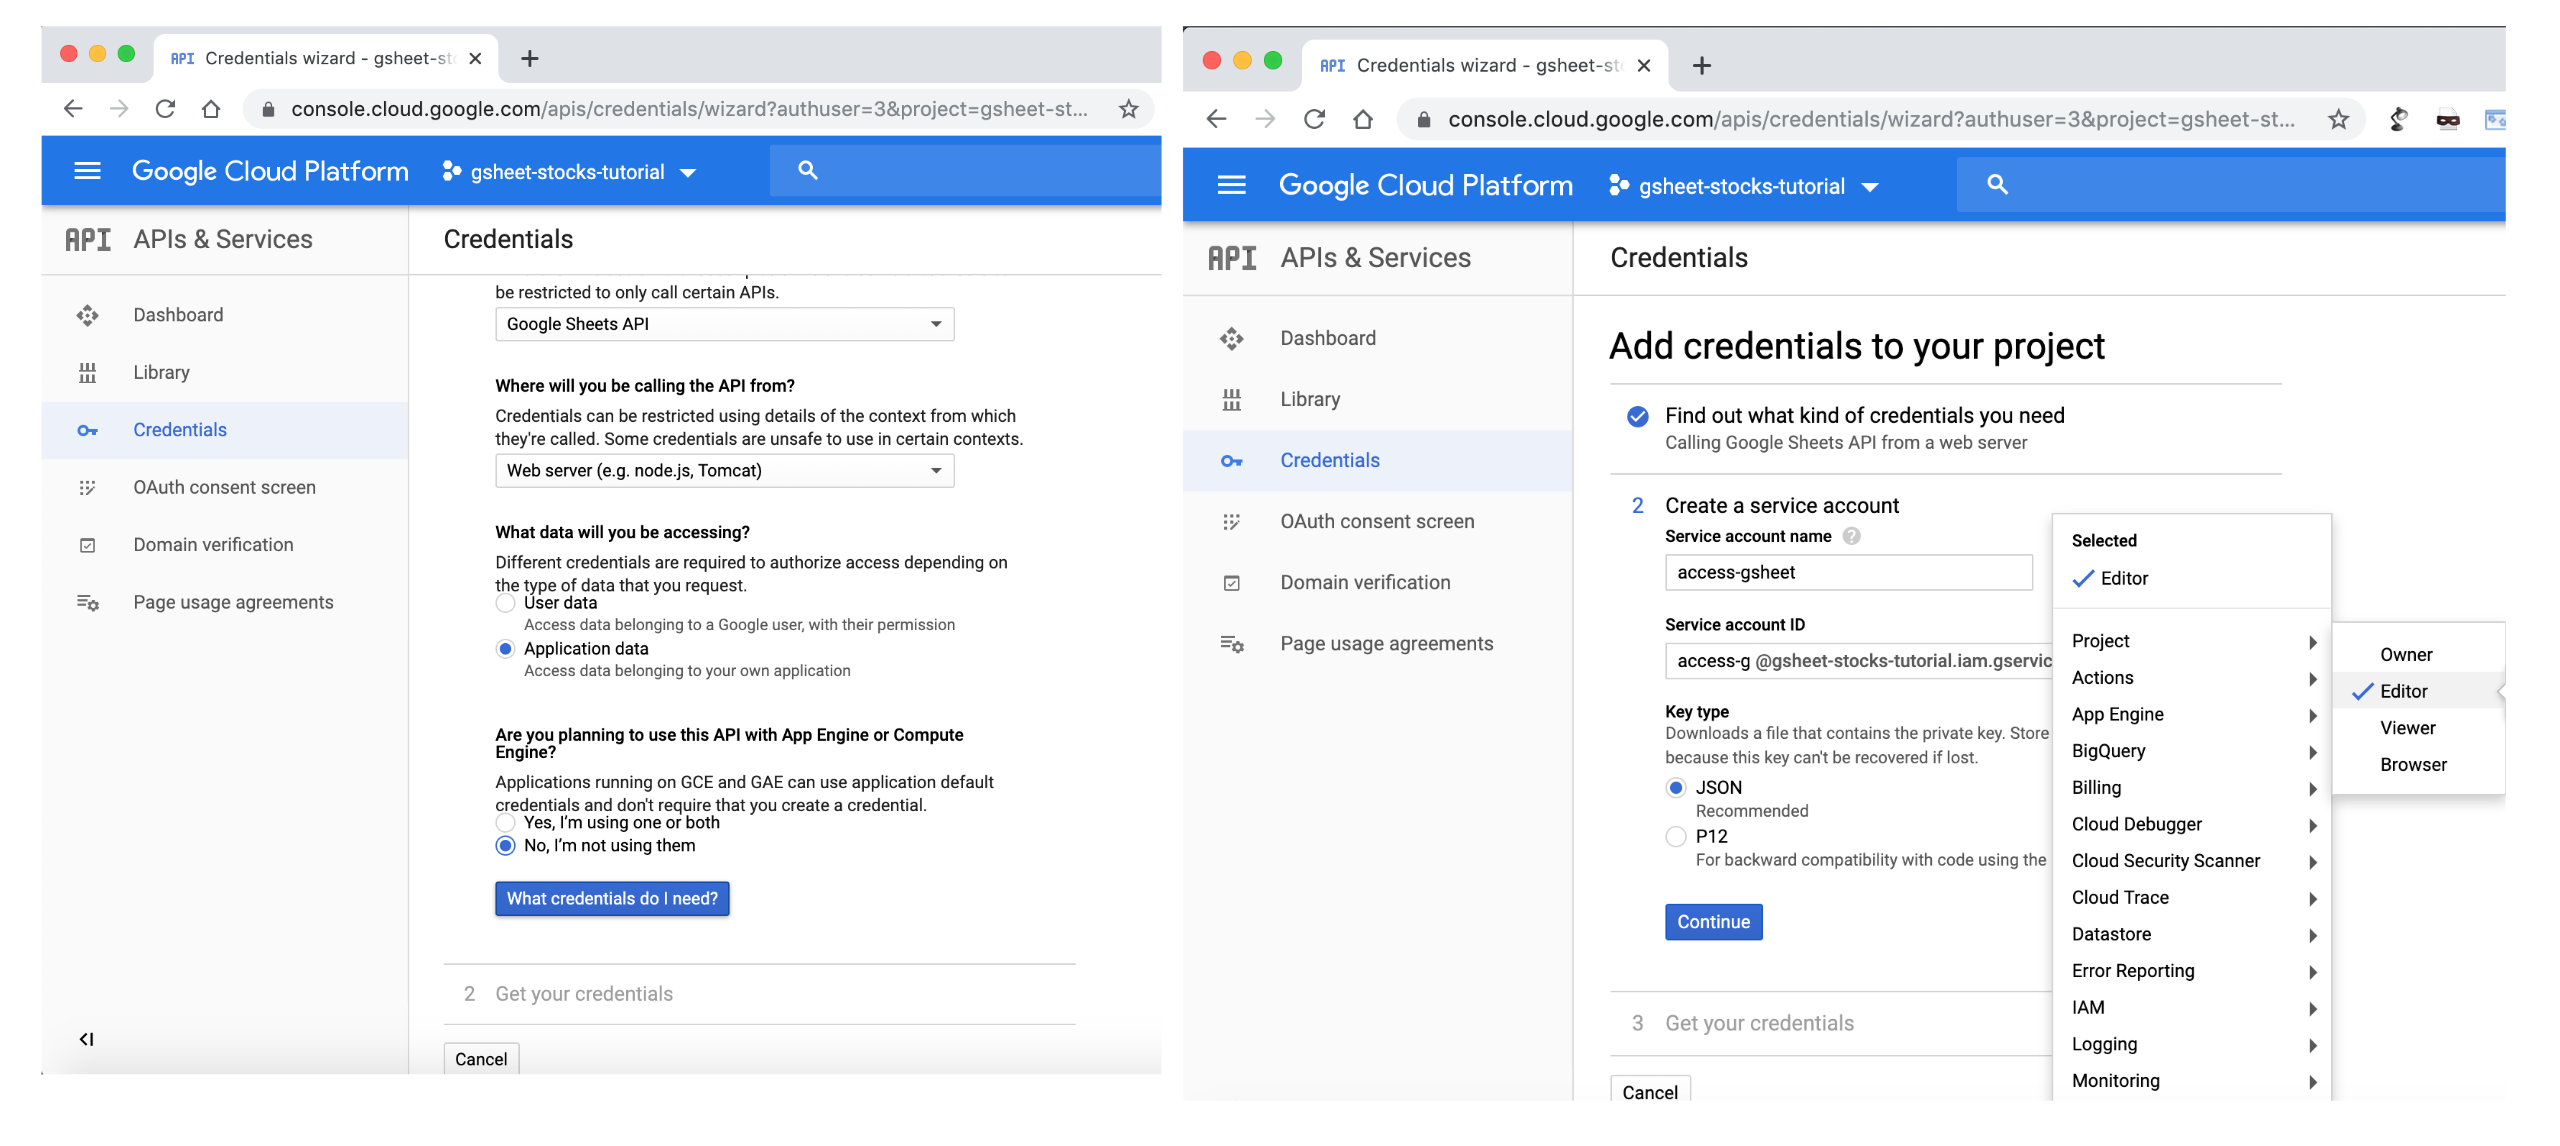 API Credentials wizard - gsheet-st
console.cloud.google.com/apis/credentials/wizard?authuser=3&project=gsheet-st...
Google Cloud Platform
gsheet-stocks-tutorial
API APIs & Services
Dashboard
Library
Credentials
OAuth consent screen
Domain verification
Page usage agreements
Credentials
be restricted to only call certain APIs.
Google Sheets API
Where will you be calling the API from?
Credentials can be restricted using details of the context from which
they're called. Some credentials are unsafe to use in certain contexts.
Web server (e.g. node.js, Tomcat)
What data will you be accessing?
Different credentials are required to authorize access depending on
the type of data that you request.
User data
Access data belonging to a Google user, with their permission
Application data
Access data belonging to your own application
Are you planning to use this API with App Engine or Compute
Engine?
Applications running on GCE and GAE can use application default
credentials and don't require that you create a credential.
Yes, I'm using one or both
No, I'm not using them
What credentials do I need?
2 Get your credentials
Cancel
API Credentials wizard - gsheet-st
console.cloud.google.com/apis/credentials/wizard?authuser=3&project=gsheet-st...
Google Cloud Platform
gsheet-stocks-tutorial
API APIs & Services
Dashboard
Library
Credentials
OAuth consent screen
Domain verification
Page usage agreements
Credentials
Add credentials to your project
Find out what kind of credentials you need
Calling Google Sheets API from a web server
2 Create a service account
Service account name
access-gsheet
Service account ID
access-g @gsheet-stocks-tutorial.iam.gservic
Key type
Downloads a file that contains the private key. Store
because this key can't be recovered if lost.
JSON
Recommended
P12
For backward compatibility with code using the
Continue
3 Get your credentials
Cancel
Selected
Editor
Project
Actions
App Engine
BigQuery
Billing
Cloud Debugger
Cloud Security Scanner
Cloud Trace
Datastore
Error Reporting
IAM
Logging
Monitoring
Owner
Editor
Viewer
Browser